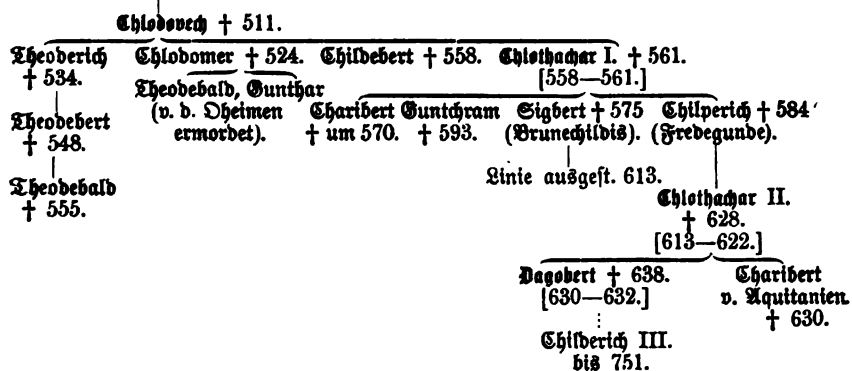 Chlodovech † 511.
Theoderich Chlodomer † 524. Childebert † 558. Chlothachar I. † 561.
† 534. [558—561.]
Theodebald, Gunthar
(v. d. Oheimen Charibert Guntchram Sigbert † 575 Chilperich † 584
ermordet). † um 570. † 593. (Brunechildis). (Fredegunde).
Theodebert
† 548.
Linie ausgest. 613.
Theodebald
† 555.
Chlothachar II.
† 628.
[613—622.]
Dagobert † 638. Charibert
[630—632.] v. Aquitanien
† 630.
Childerich III.
bis 751.